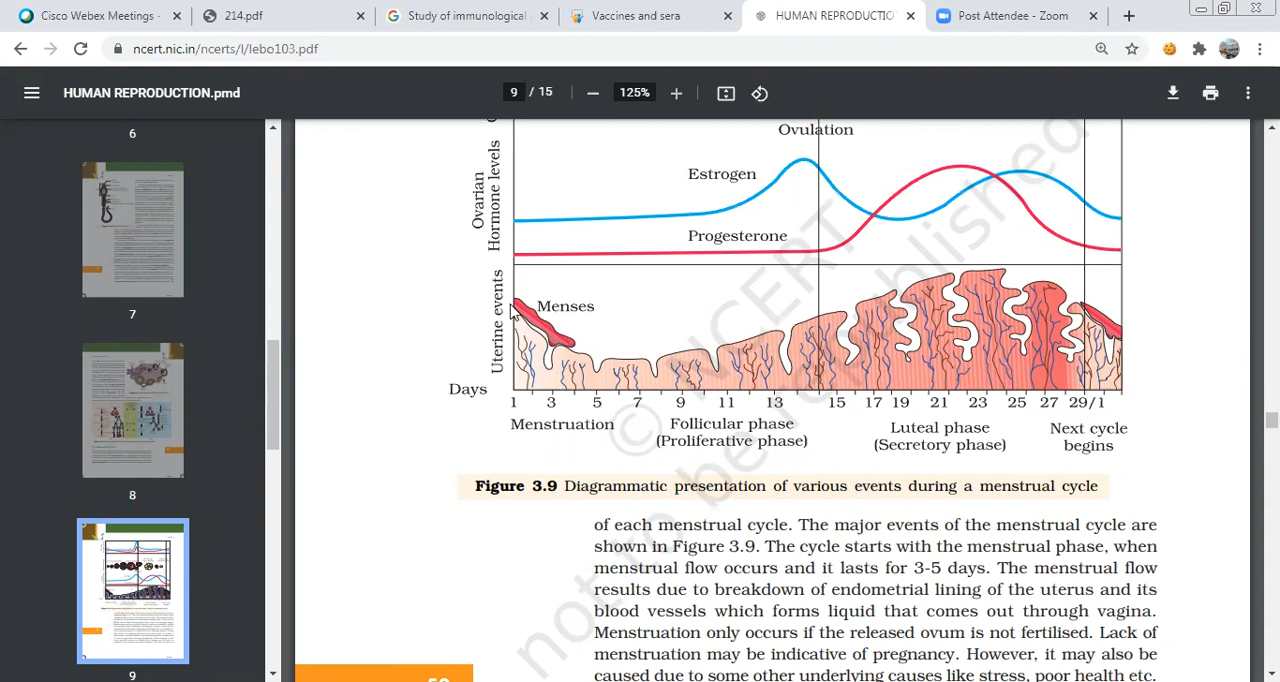 Cisco Webex Meetings -
214.pdf
Study of immunological
Vaccines and sera
HUMAN REPRODUCTIO
Post Attendee - Zoom
ncert.nic.in/ncerts/l/lebo103.pdf
HUMAN REPRODUCTION.pmd
9 / 15
125%
6
7
8
9
Ovulation
Ovarian
Hormone levels
Estrogen
Progesterone
Uterine events
Menses
Days
1 3 5 7 9 11 13 15 17 19 21 23 25 27 29/1
Menstruation
Follicular phase
(Proliferative phase)
Luteal phase
(Secretory phase)
Next cycle
begins
Figure 3.9 Diagrammatic presentation of various events during a menstrual cycle
of each menstrual cycle. The major events of the menstrual cycle are
shown in Figure 3.9. The cycle starts with the menstrual phase, when
menstrual flow occurs and it lasts for 3-5 days. The menstrual flow
results due to breakdown of endometrial lining of the uterus and its
blood vessels which forms liquid that comes out through vagina.
Menstruation only occurs if the released ovum is not fertilised. Lack of
menstruation may be indicative of pregnancy. However, it may also be
caused due to some other underlying causes like stress, poor health etc.
© NCERT
not to be republished